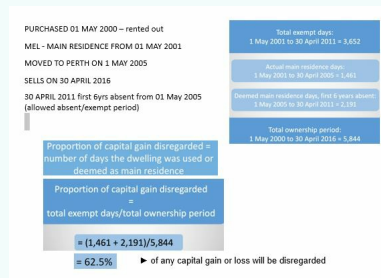 PURCHASED 01 MAY 2000 – rented out
MEL - MAIN RESIDENCE FROM 01 MAY 2001
MOVED TO PERTH ON 1 MAY 2005
SELLS ON 30 APRIL 2016
30 APRIL 2011 first 6yrs absent from 01 May 2005
(allowed absent/exempt period)
Total exempt days:
1 May 2001 to 30 April 2011 = 3,652
Actual main residence days:
1 May 2001 to 30 April 2005 = 1,461
Deemed main residence days, first 6 years absent:
1 May 2005 to 30 April 2011 = 2,191
Total ownership period:
1 May 2000 to 30 April 2016 = 5,844
Proportion of capital gain disregarded =
number of days the dwelling was used or
deemed as main residence
Proportion of capital gain disregarded
=
total exempt days/total ownership period
= (1,461 + 2,191)/5,844
= 62.5% ► of any capital gain or loss will be disregarded